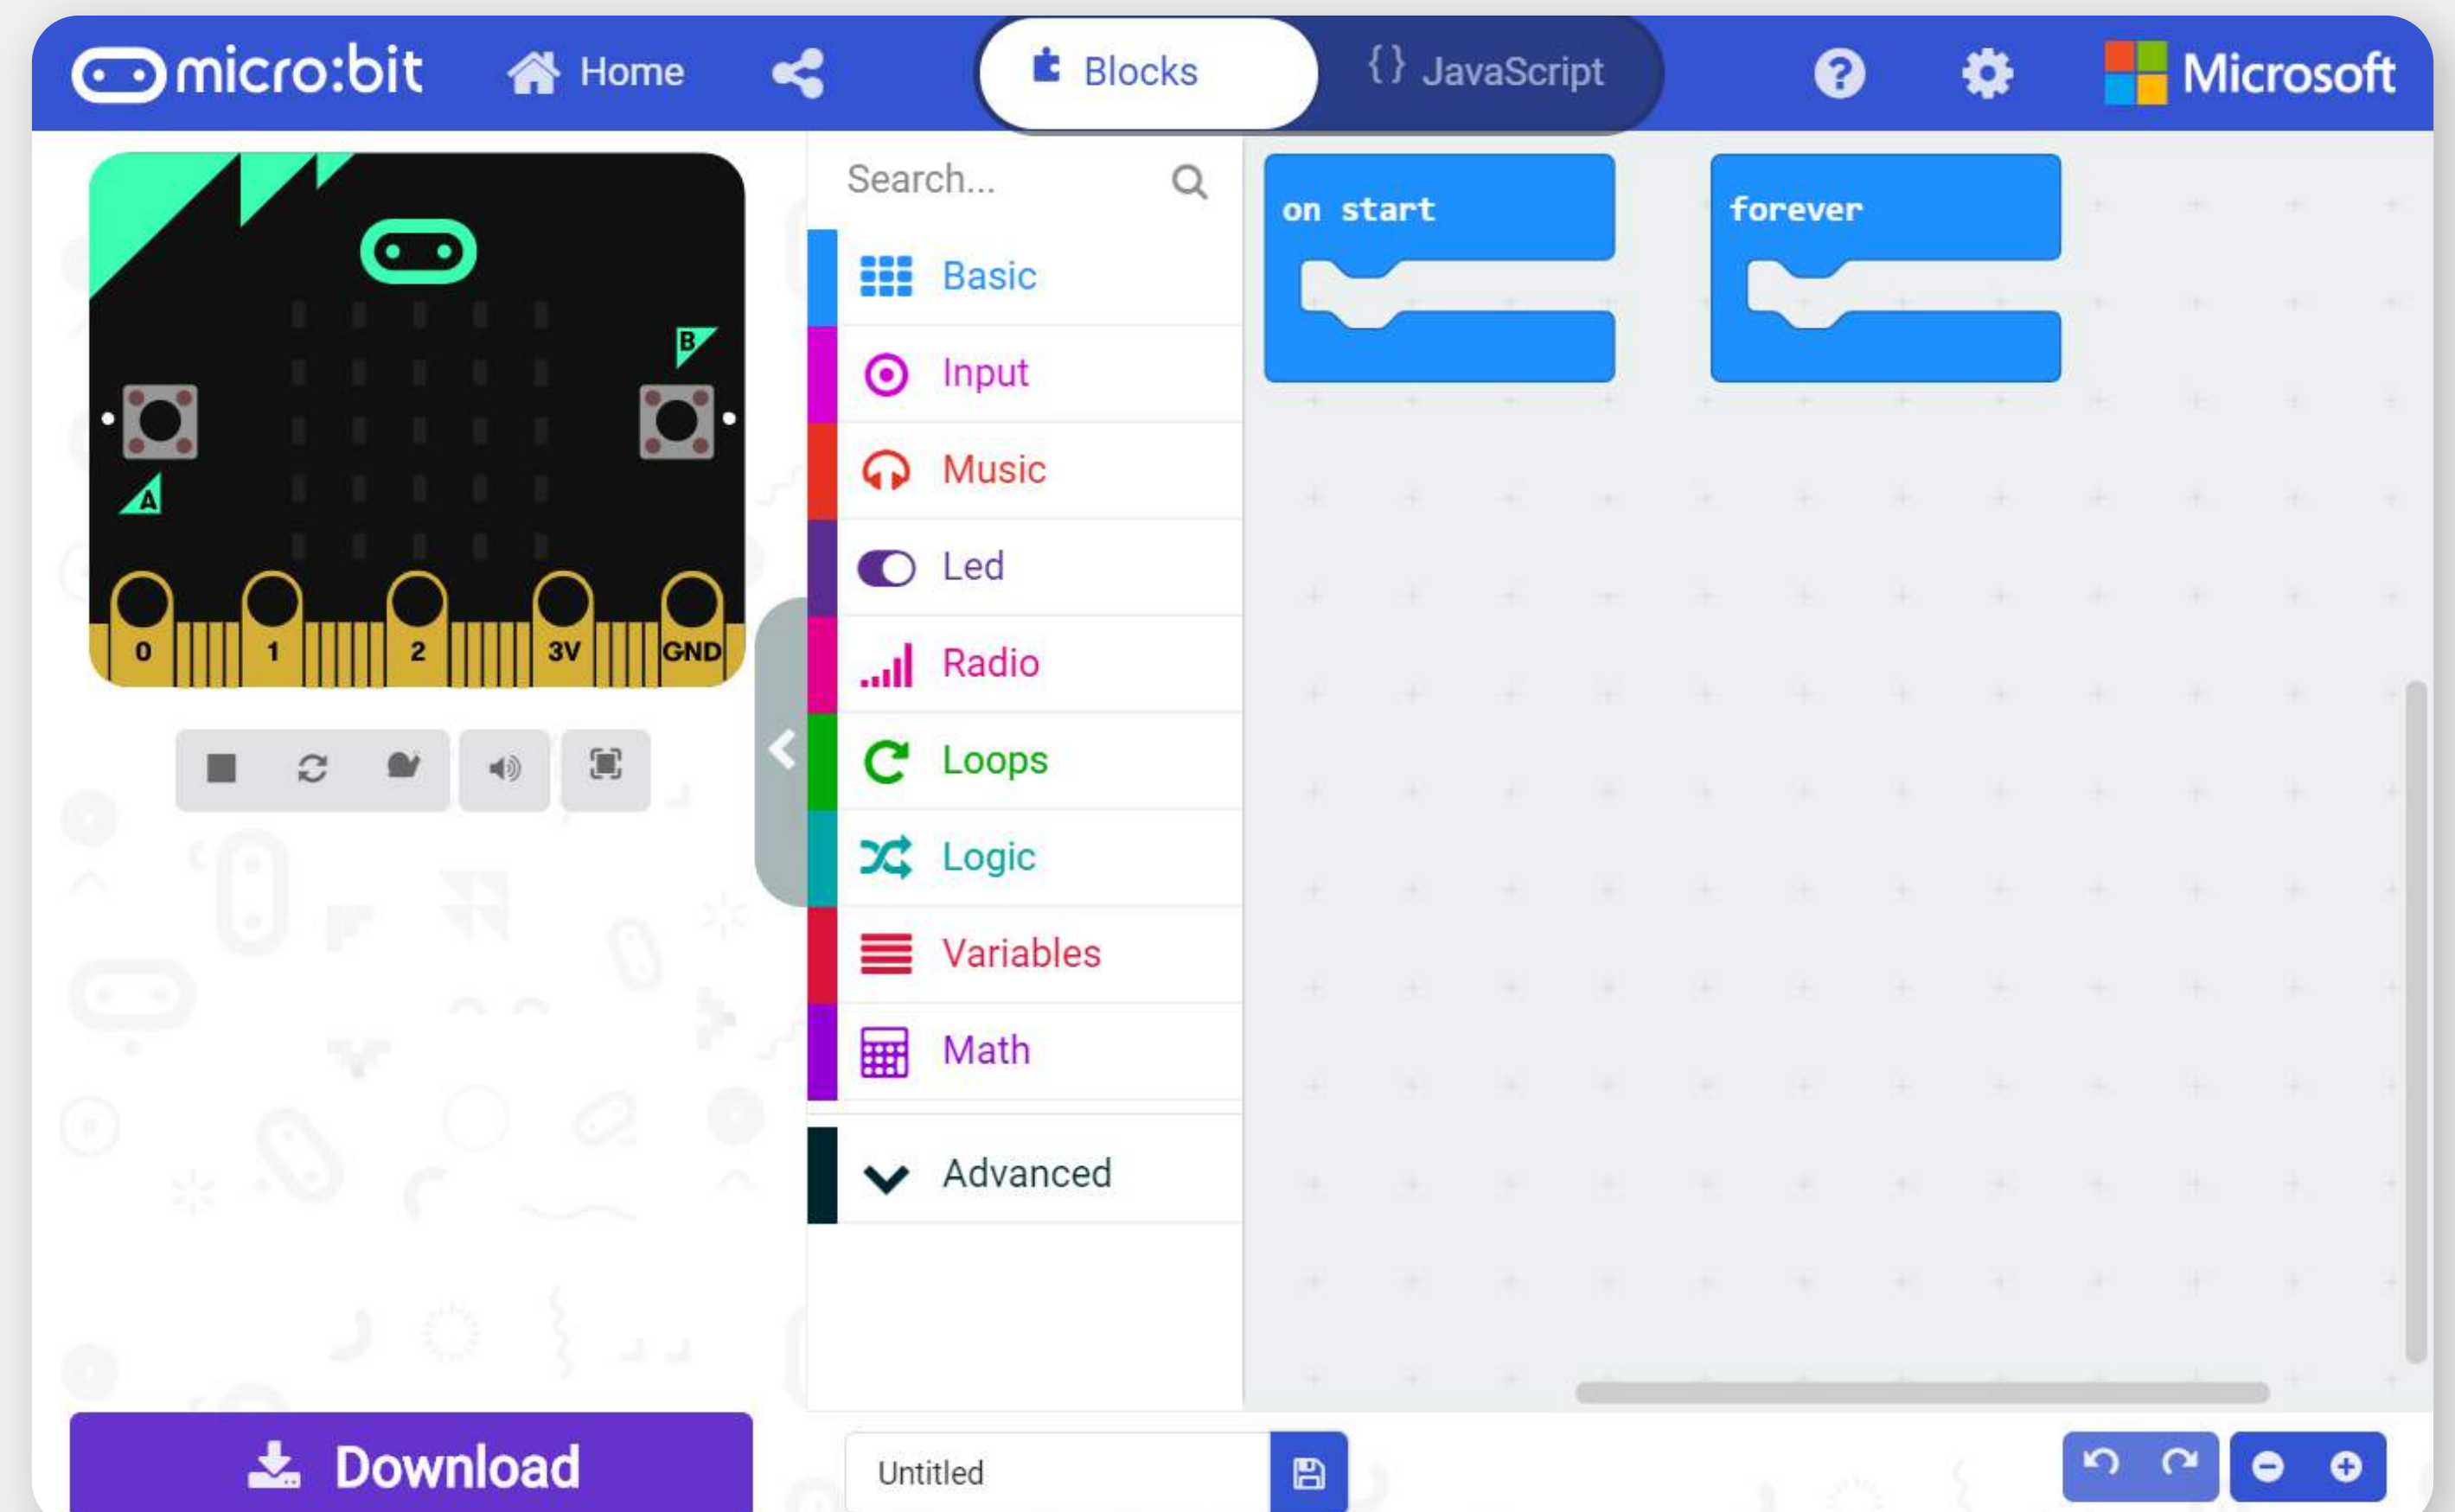 micro:bit
Home
Blocks
{ } JavaScript
?
Microsoft
B
A
0 1 2 3V GND
Download
Search...
Basic
Input
Music
Led
Radio
Loops
Logic
Variables
Math
Advanced
on start
forever
Untitled